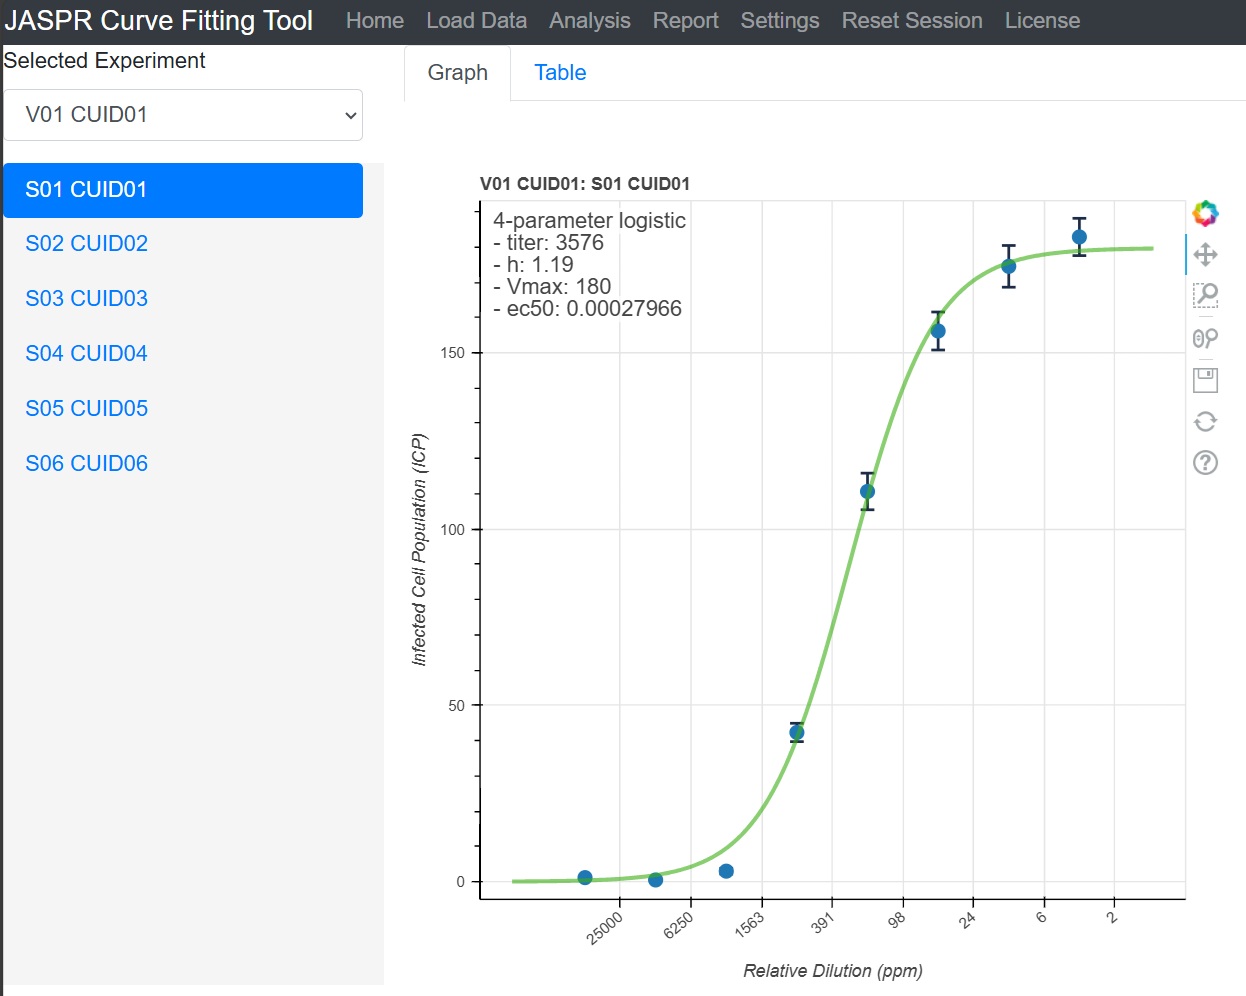 JASPR Curve Fitting Tool Home Load Data Analysis Report Settings Reset Session License
Selected Experiment
V01 CUID01
S01 CUID01
S02 CUID02
S03 CUID03
S04 CUID04
S05 CUID05
S06 CUID06
Graph Table
V01 CUID01: S01 CUID01
4-parameter logistic
- titer: 3576
- h: 1.19
- Vmax: 180
- ec50: 0.00027966
Infected Cell Population (ICP)
150
100
50
0
25000 6250 1563 391 98 24 6 2
Relative Dilution (ppm)